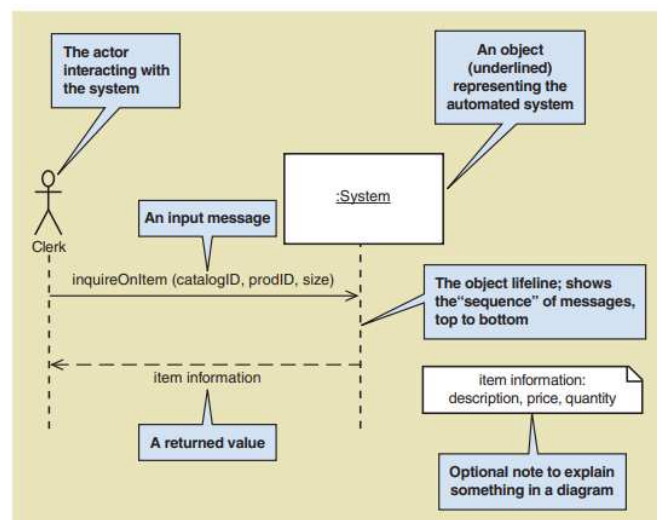 The actor
interacting with
the system
An object
(underlined)
representing the
automated system
:System
An input message
Clerk
inquireOnItem (catalogID, prodID, size)
The object lifeline; shows
the“sequence” of messages,
top to bottom
item information
item information:
description, price, quantity
A returned value
Optional note to explain
something in a diagram